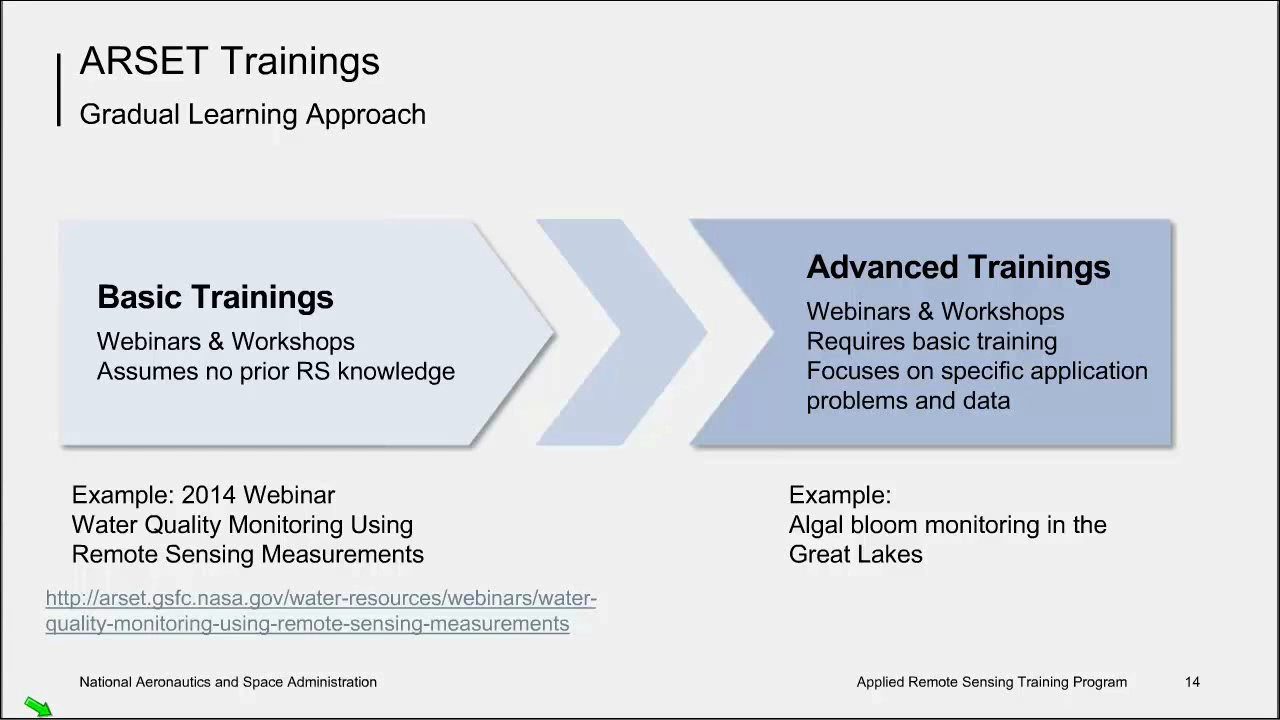 ARSET Trainings
Gradual Learning Approach
Basic Trainings
Webinars & Workshops
Assumes no prior RS knowledge
Advanced Trainings
Webinars & Workshops
Requires basic training
Focuses on specific application
problems and data
Example: 2014 Webinar
Water Quality Monitoring Using
Remote Sensing Measurements
http://arset.gsfc.nasa.gov/water-resources/webinars/water-
quality-monitoring-using-remote-sensing-measurements
Example:
Algal bloom monitoring in the
Great Lakes
National Aeronautics and Space Administration
Applied Remote Sensing Training Program
14